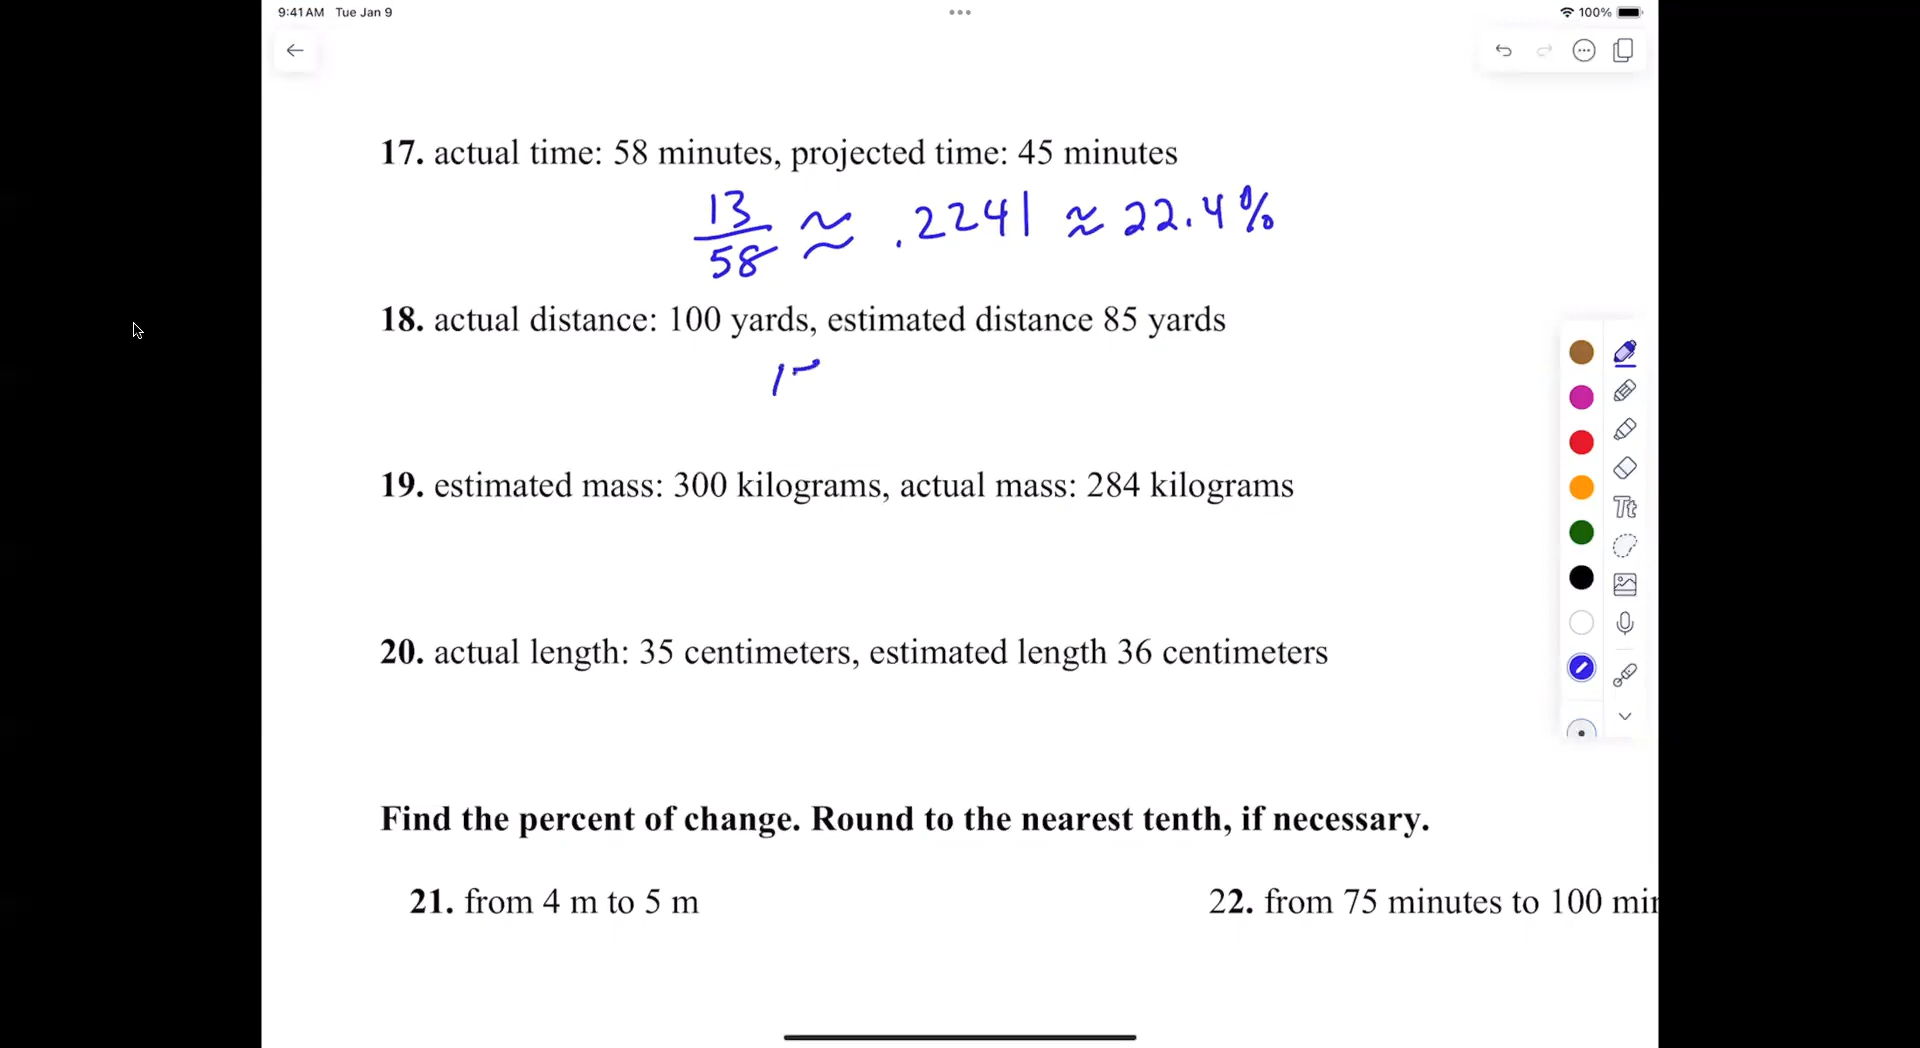 9:41 AM Tue Jan 9
100%
17. actual time: 58 minutes, projected time: 45 minutes
13
58
≈ .2241 ≈ 22.4%
18. actual distance: 100 yards, estimated distance 85 yards
19. estimated mass: 300 kilograms, actual mass: 284 kilograms
Tt
20. actual length: 35 centimeters, estimated length 36 centimeters
Find the percent of change. Round to the nearest tenth, if necessary.
21. from 4 m to 5 m
22. from 75 minutes to 100